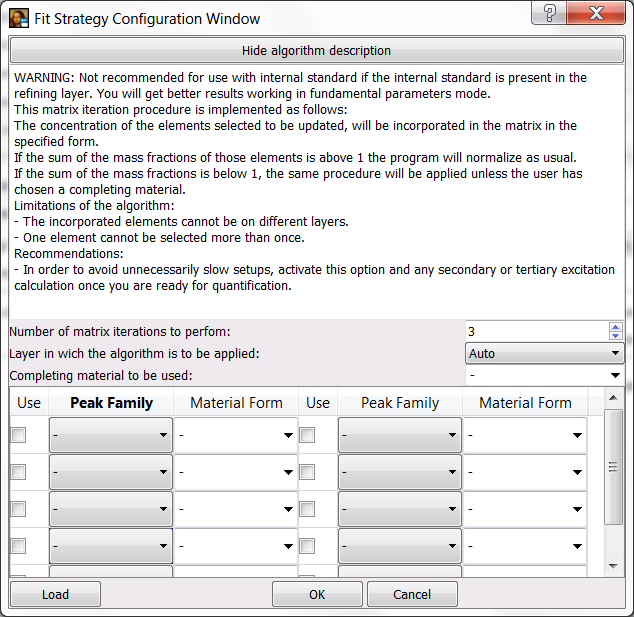 Fit Strategy Configuration Window
Hide algorithm description
WARNING: Not recommended for use with internal standard if the internal standard is present in the
refining layer. You will get better results working in fundamental parameters mode.
This matrix iteration procedure is implemented as follows:
The concentration of the elements selected to be updated, will be incorporated in the matrix in the
specified form.
If the sum of the mass fractions of those elements is above 1 the program will normalize as usual.
If the sum of the mass fractions is below 1, the same procedure will be applied unless the user has
chosen a completing material.
Limitations of the algorithm:
- The incorporated elements cannot be on different layers.
- One element cannot be selected more than once.
Recommendations:
- In order to avoid unnecessarily slow setups, activate this option and any secondary or tertiary excitation
calculation once you are ready for quantification.
Number of matrix iterations to perfom: 3
Layer in wich the algorithm is to be applied: Auto
Completing material to be used: -
Use Peak Family Material Form Use Peak Family Material Form
- - - -
- - - -
- - - -
- - - -
Load OK Cancel